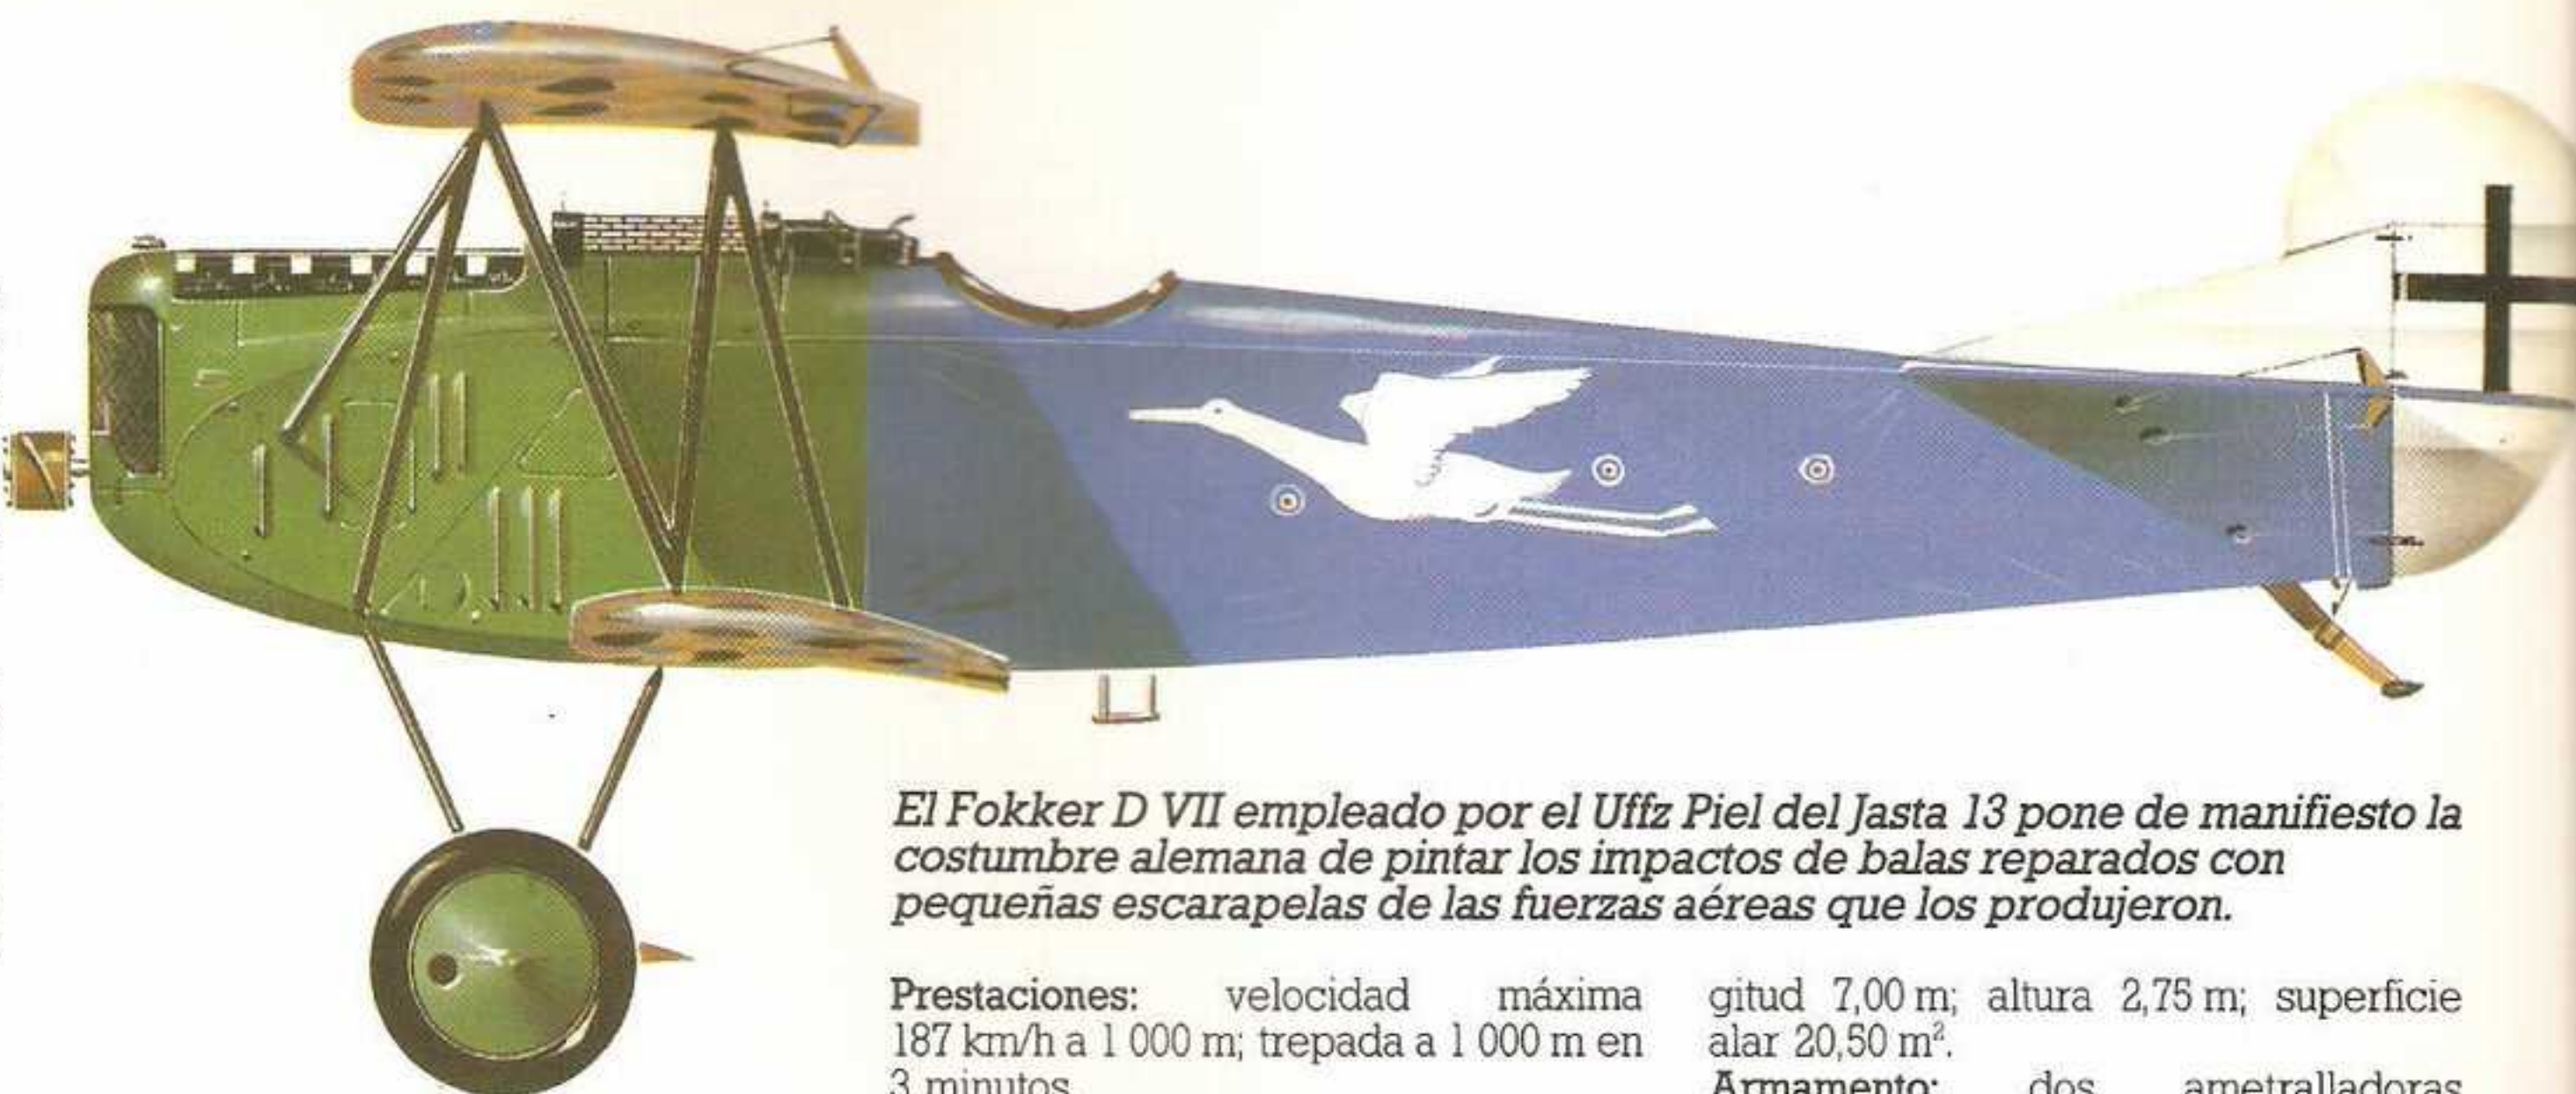 El Fokker D VII empleado por el Uffz Piel del Jasta 13 pone de manifiesto la
costumbre alemana de pintar los impactos de balas reparados con
pequeñas escarapelas de las fuerzas aéreas que los produjeron.
Prestaciones: velocidad máxima
187 km/h a 1 000 m; trepada a 1 000 m en
3 minutos
gitud 7,00 m; altura 2,75 m; superficie
alar 20,50 m².
Armamento: dos ametralladoras